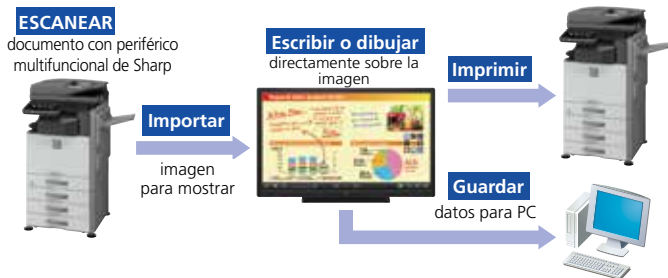 ESCANEAR
documento con periférico
multifuncional de Sharp
Importar
imagen
para mostrar
Escribir o dibujar
directamente sobre la
imagen
Imprimir
Guardar
datos para PC